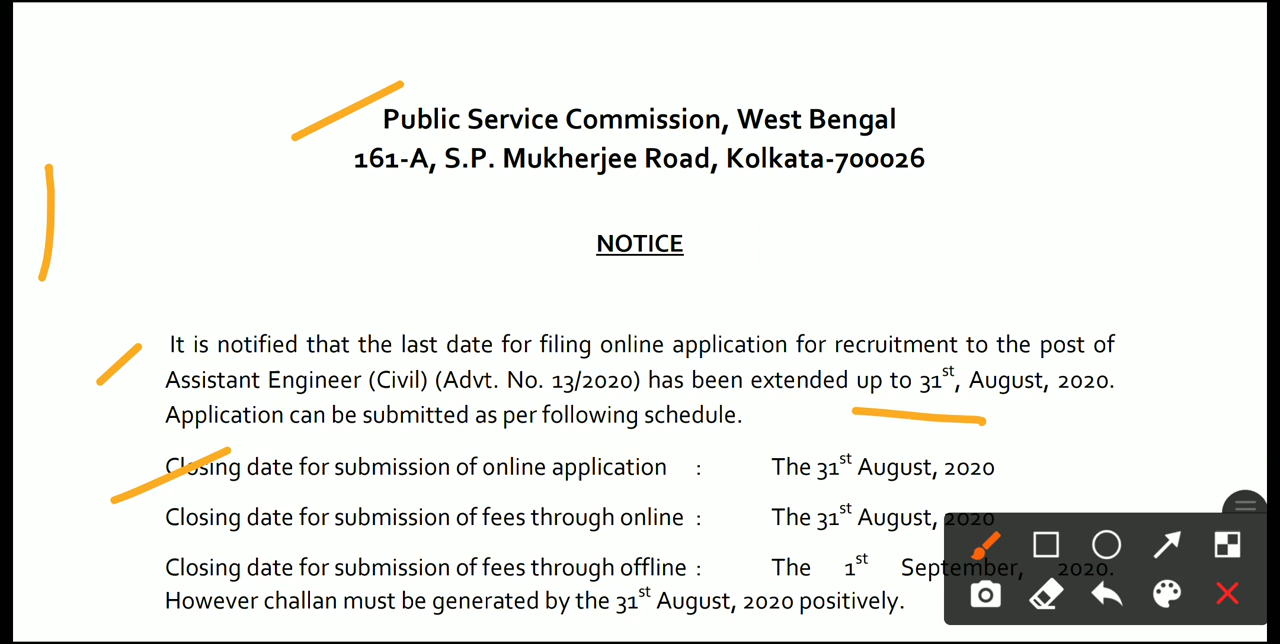 Public Service Commission, West Bengal
161-A, S.P. Mukherjee Road, Kolkata-700026
NOTICE
It is notified that the last date for filing online application for recruitment to the post of
Assistant Engineer (Civil) (Advt. No. 13/2020) has been extended up to 31st, August, 2020.
Application can be submitted as per following schedule.
Closing date for submission of online application : The 31st August, 2020
Closing date for submission of fees through online : The 31st August, 2020
Closing date for submission of fees through offline : The 1st September, 2020.
However challan must be generated by the 31st August, 2020 positively.